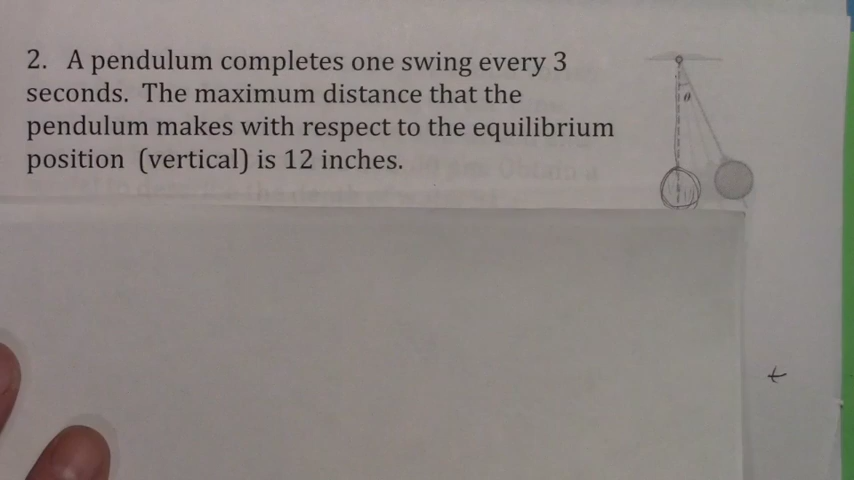 2. A pendulum completes one swing every 3
seconds. The maximum distance that the
pendulum makes with respect to the equilibrium
position (vertical) is 12 inches.
θ
t